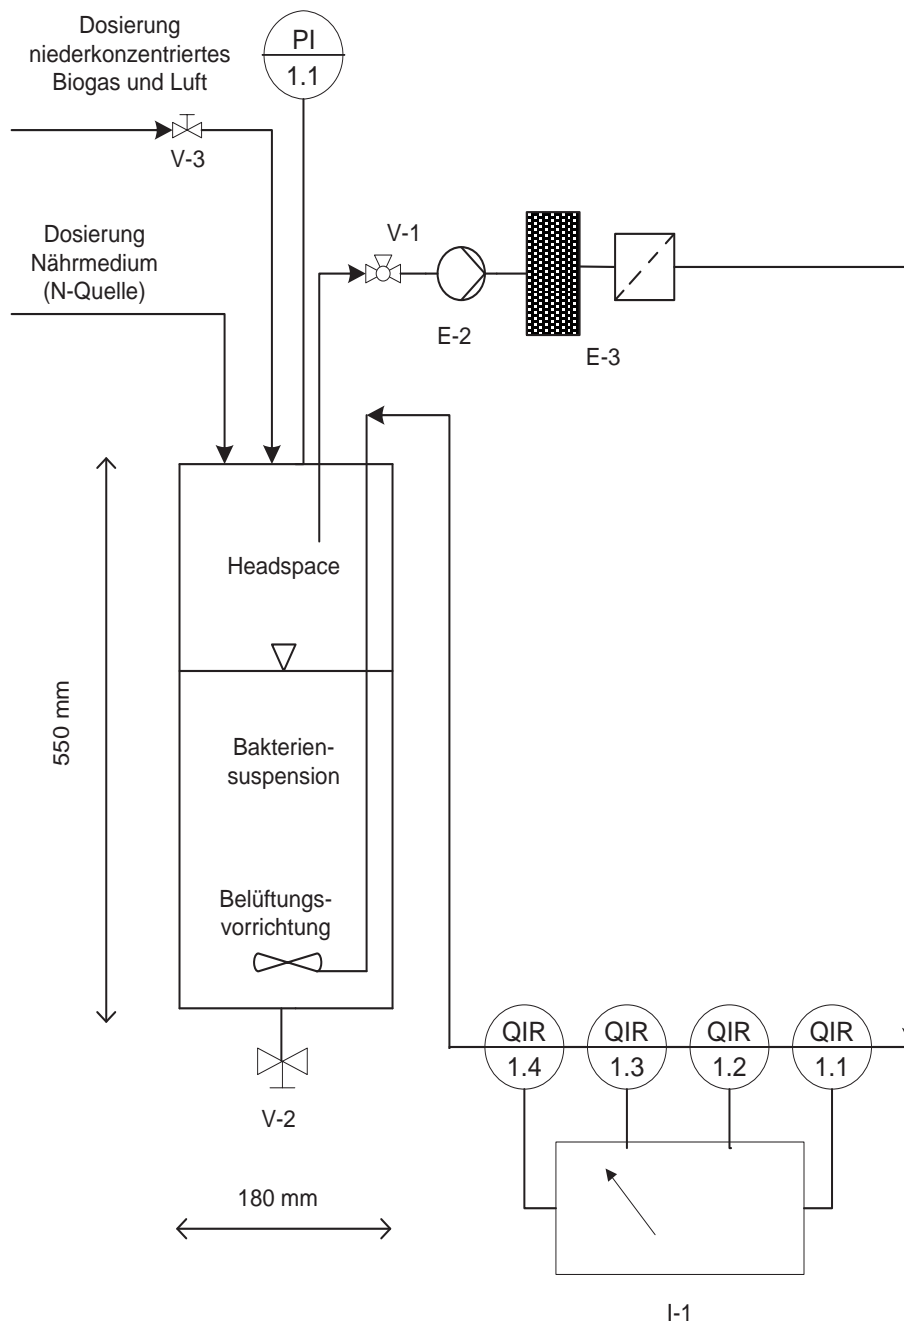 Dosierung
niederkonzentriertes
Biogas und Luft
PI
1.1
V-3
Dosierung
Nährmedium
(N-Quelle)
V-1
E-2
E-3
Headspace
550 mm
Bakterien-
suspension
Belüftungs-
vorrichtung
QIR
1.4
QIR
1.3
QIR
1.2
QIR
1.1
V-2
180 mm
I-1